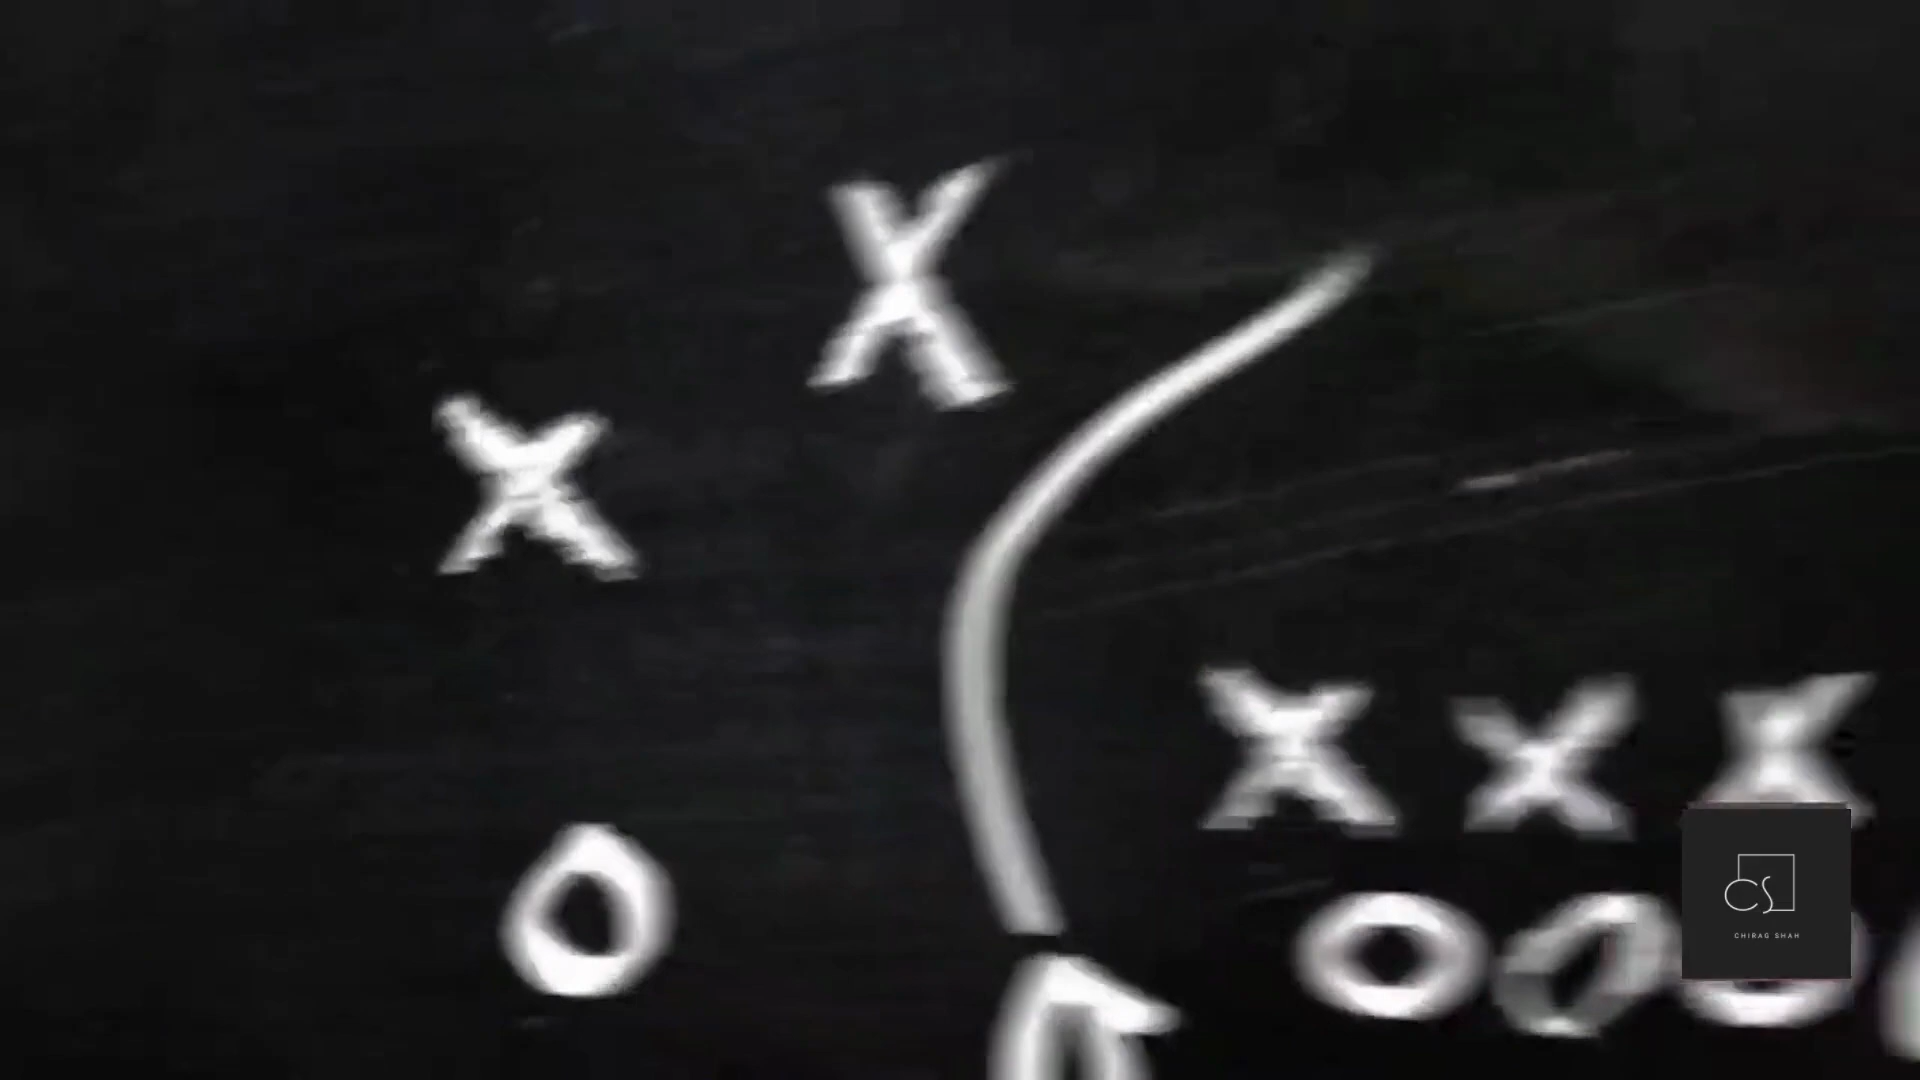 X
X
X X X
O O O O
CS
CHIRAG SHAH